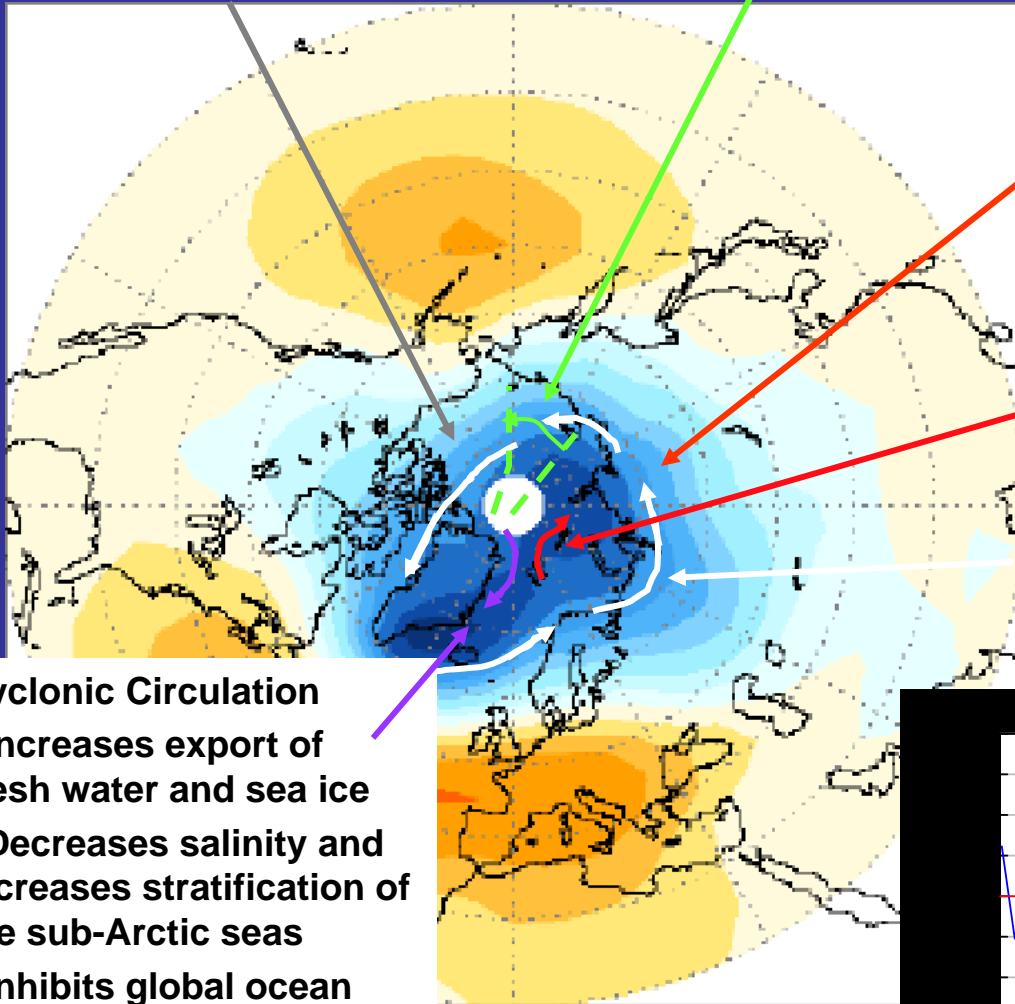 yclonic Circulation
ncreases export of
esh water and sea ice
Decreases salinity and
creases stratification of
e sub-Arctic seas
nhibits global ocean